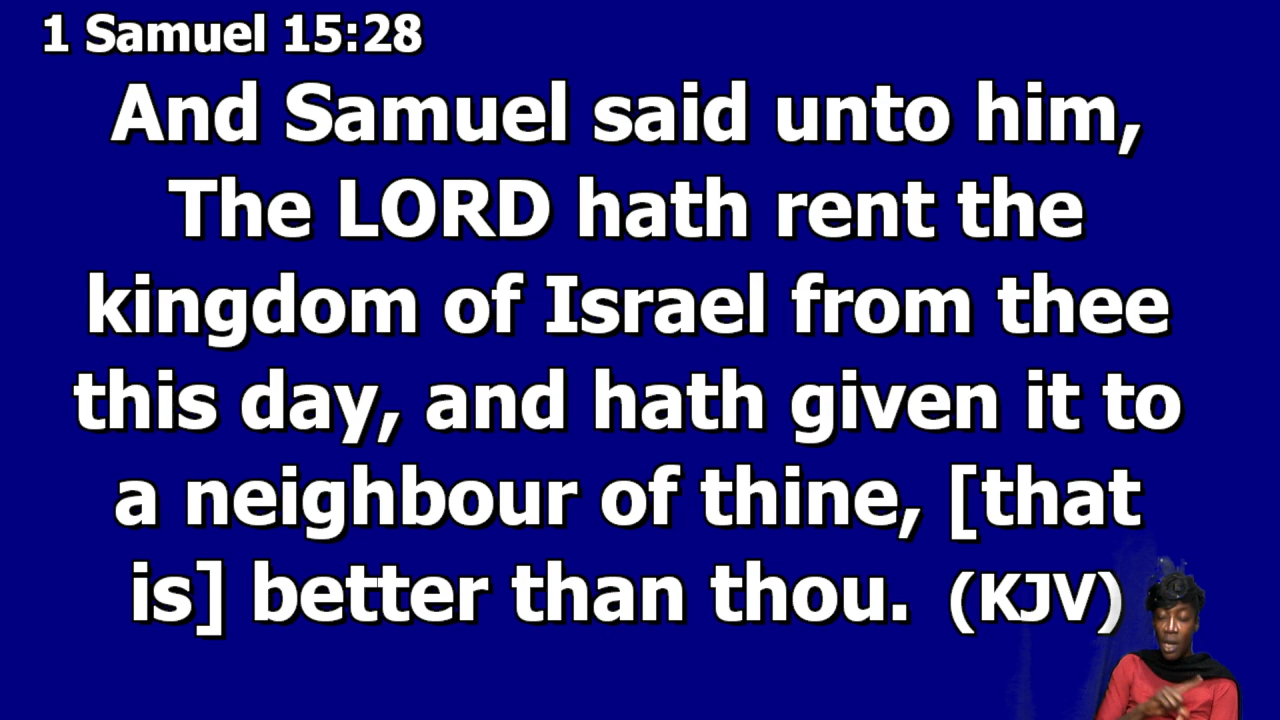 1 Samuel 15:28
And Samuel said unto him,
The LORD hath rent the
kingdom of Israel from thee
this day, and hath given it to
a neighbour of thine, [that
is] better than thou. (KJV)